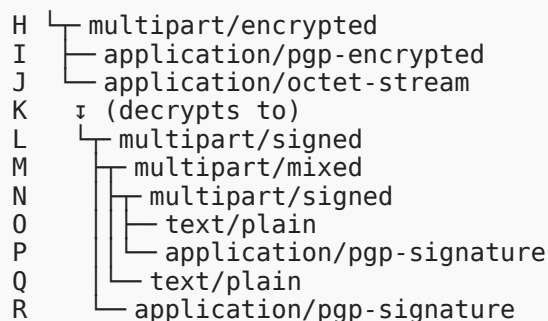 H └┬╴multipart/encrypted
I  ├─╴application/pgp-encrypted
J  └─╴application/octet-stream
K   ↧ (decrypts to)
L   └┬╴multipart/signed
M    ├┬╴multipart/mixed
N    │├┬╴multipart/signed
O    ││├─╴text/plain
P    ││└─╴application/pgp-signature
Q    │└─╴text/plain
R    └─╴application/pgp-signature